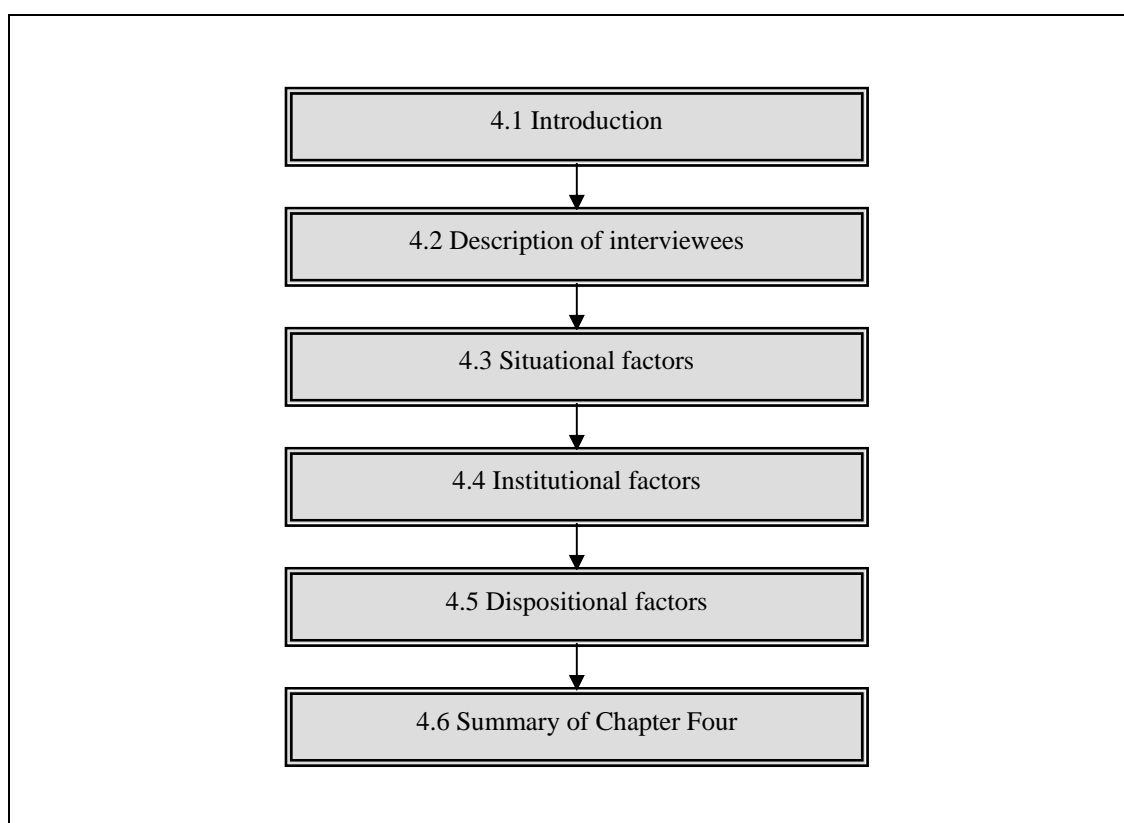 4.1 Introduction
4.2 Description of interviewees
4.3 Situational factors
4.4 Institutional factors
4.5 Dispositional factors
4.6 Summary of Chapter Four